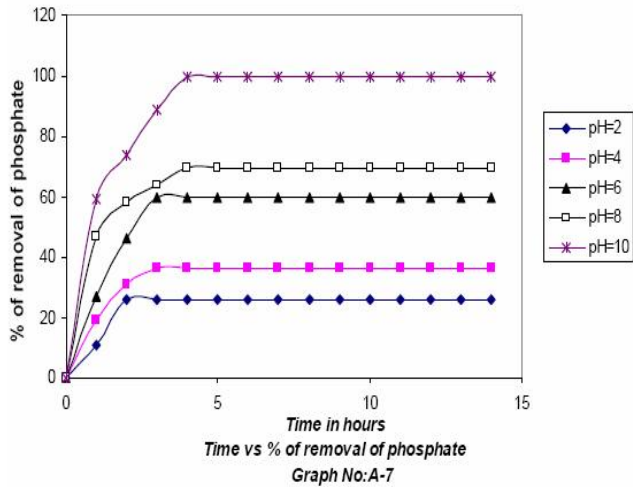 120
100
80
60
40
20
0
% of removal of phosphate
0 5 10 15
Time in hours
Time vs % of removal of phosphate
Graph No:A-7
pH=2
pH=4
pH=6
pH=8
pH=10